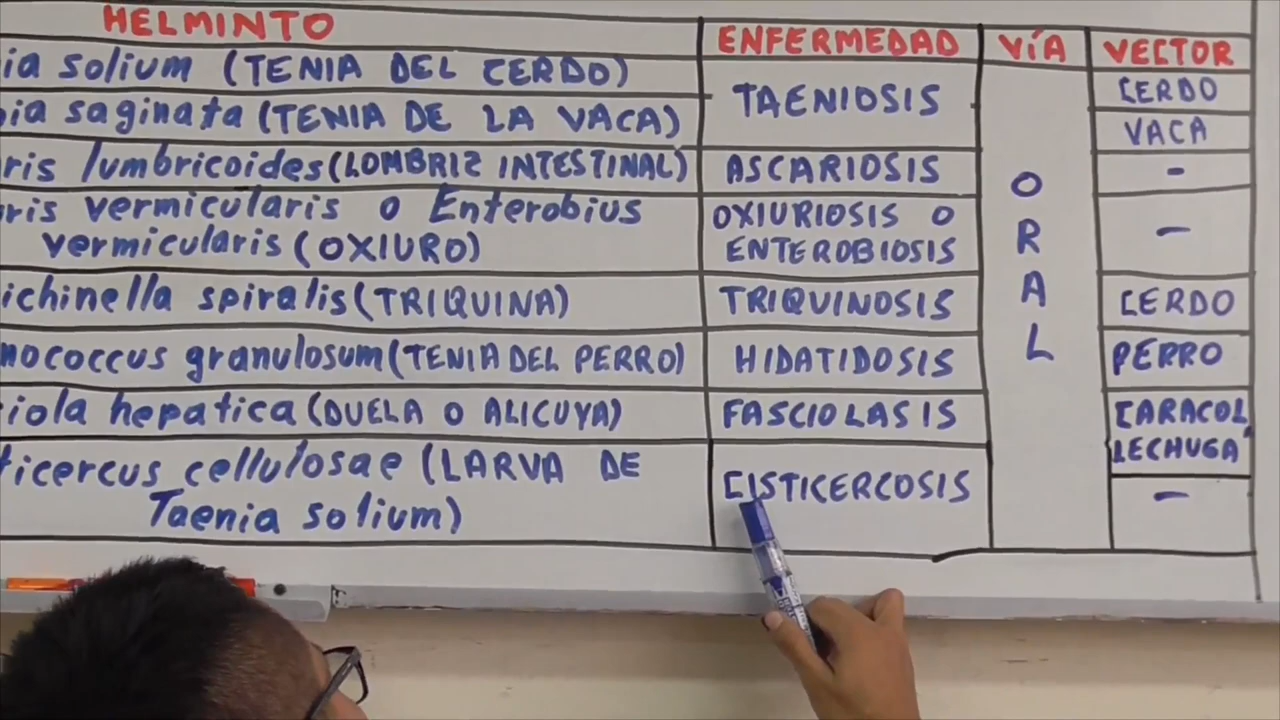 HELMINTO ENFERMEDAD VÍA VECTOR
ia solium (TENIA DEL CERDO) TAENIOSIS CERDO
nia saginata (TENIA DE LA VACA) VACA
ris lumbricoides (LOMBRIZ INTESTINAL) ASCARIOSIS -
ris vermicularis o Enterobius OXIURIOSIS O
vermicularis (OXIURO) ENTEROBIOSIS -
ichinella spiralis (TRIQUINA) TRIQUINOSIS ORAL CERDO
nococcus granulosum (TENIA DEL PERRO) HIDATIDOSIS PERRO
iola hepatica (DUELA O ALICUYA) FASCIOLASIS CARACOL,
LECHUGA
ticercus cellulosae (LARVA DE CISTICERCOSIS -
Taenia solium)